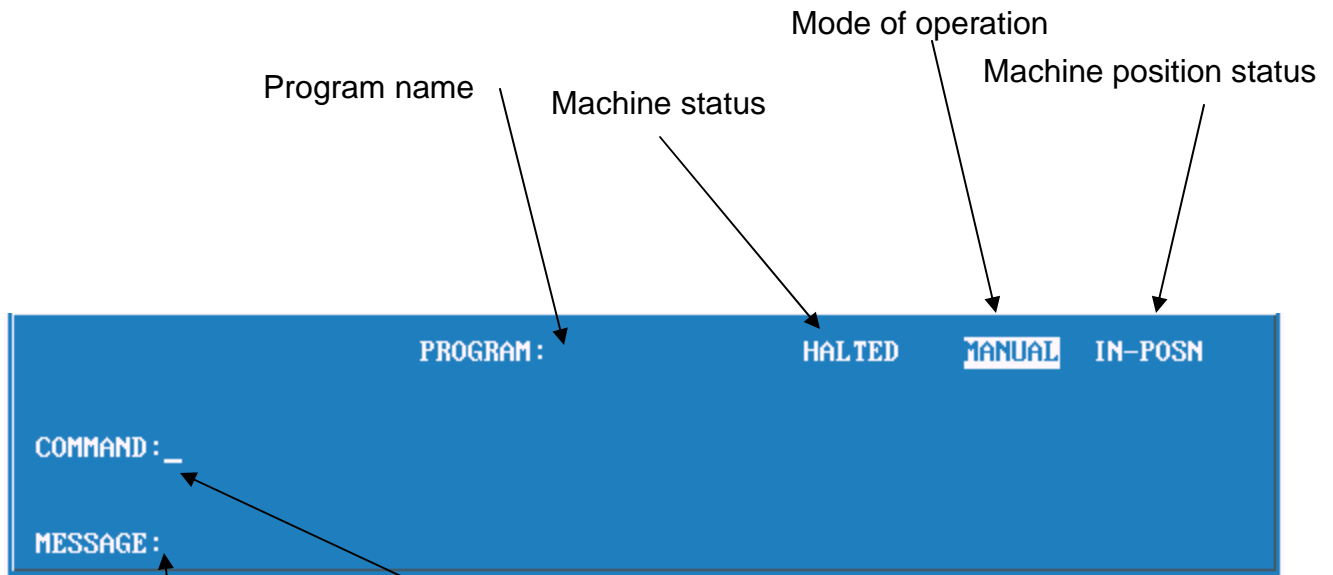 Mode of operation
Machine position status
Program name
Machine status
PROGRAM: HALTED MANUAL IN-POSN
COMMAND:_
MESSAGE: